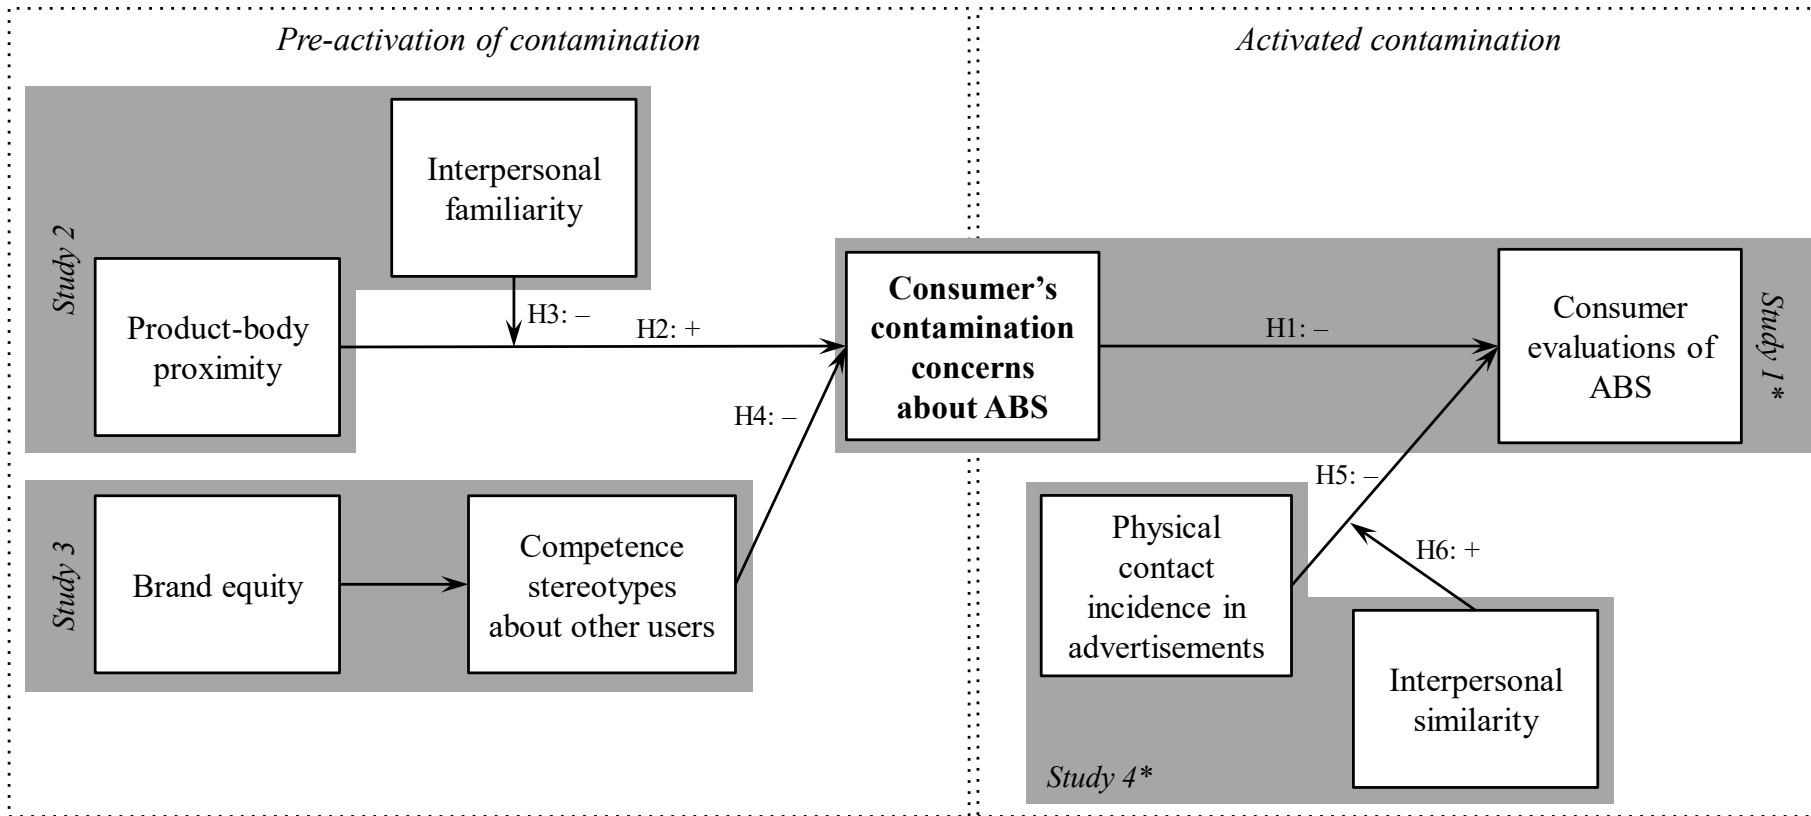 Pre-activation of contamination
Activated contamination
Study 2
Interpersonal
familiarity
Product-body
proximity
H3: –
H2: +
Consumer’s
contamination
concerns
about ABS
H1: –
Consumer
evaluations of
ABS
Study 1*
H4: –
Study 3
Brand equity
Competence
stereotypes
about other users
H5: –
Physical
contact
incidence in
advertisements
H6: +
Interpersonal
similarity
Study 4*